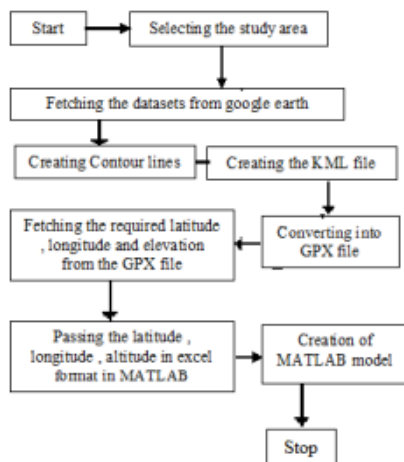 Start
Selecting the study area
Fetching the datasets from google earth
Creating Contour lines
Creating the KML file
Fetching the required latitude
, longitude and elevation
from the GPX file
Converting into
GPX file
Passing the latitude ,
longitude , altitude in excel
format in MATLAB
Creation of
MATLAB model
Stop